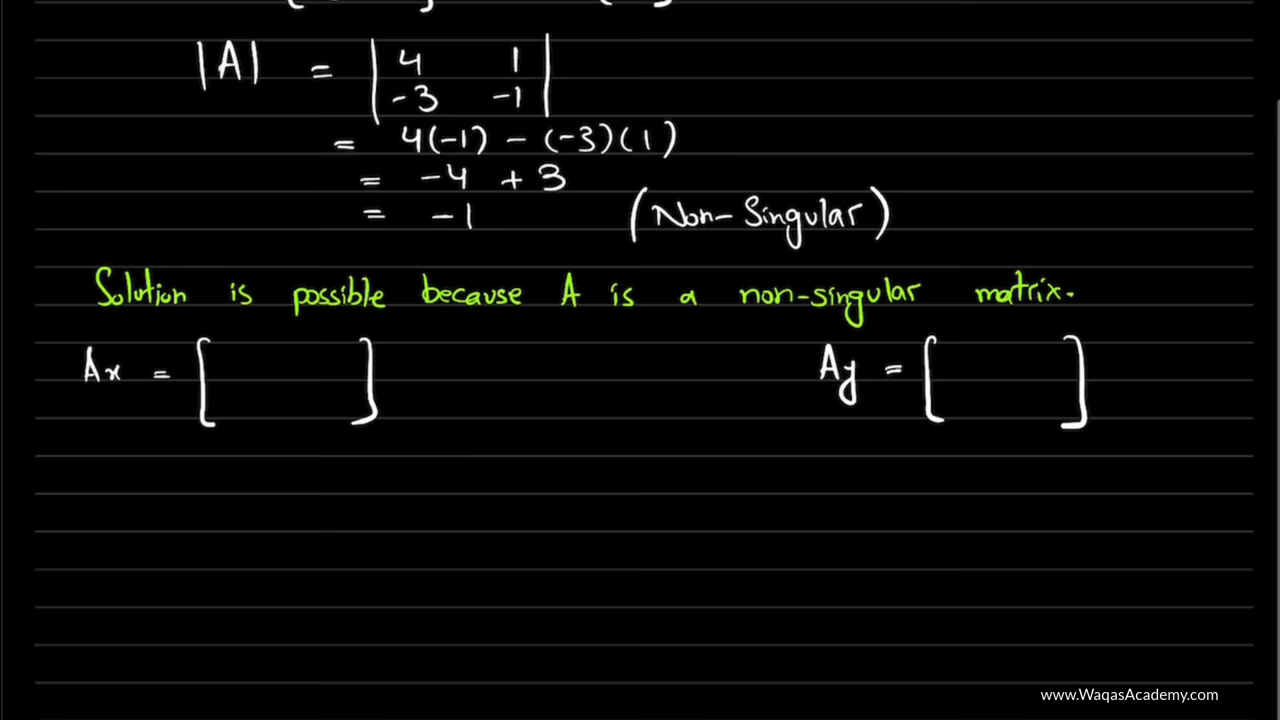 |A| = | 4 1 |
| -3 -1 |
= 4(-1) - (-3)(1)
= -4 + 3
= -1 (Non-Singular)
Solution is possible because A is a non-singular matrix.
Ax = [ ] Ay = [ ]
www.WaqasAcademy.com